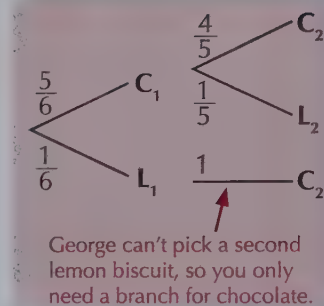 5/6 C₁
1/6 L₁
4/5 C₂
1/5 L₂
1 C₂
George can't pick a second
lemon biscuit, so you only
need a branch for chocolate.